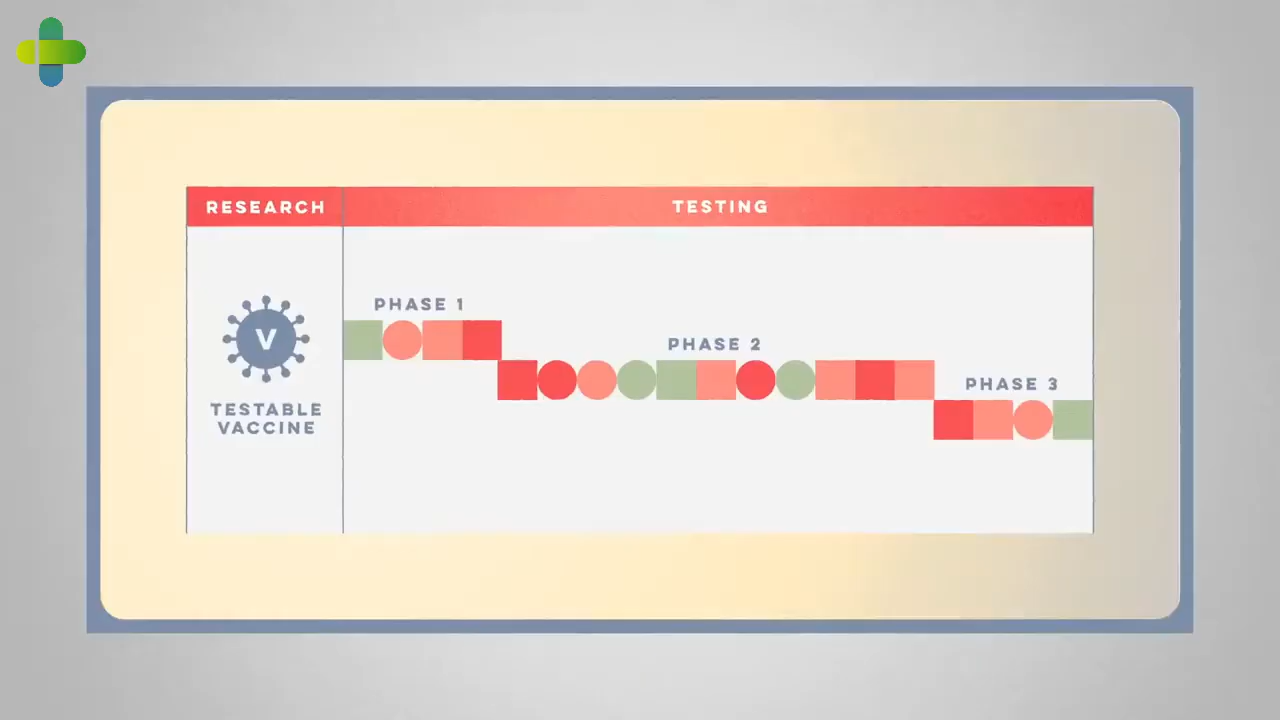 RESEARCH
TESTING
PHASE 1
V
PHASE 2
PHASE 3
TESTABLE
VACCINE